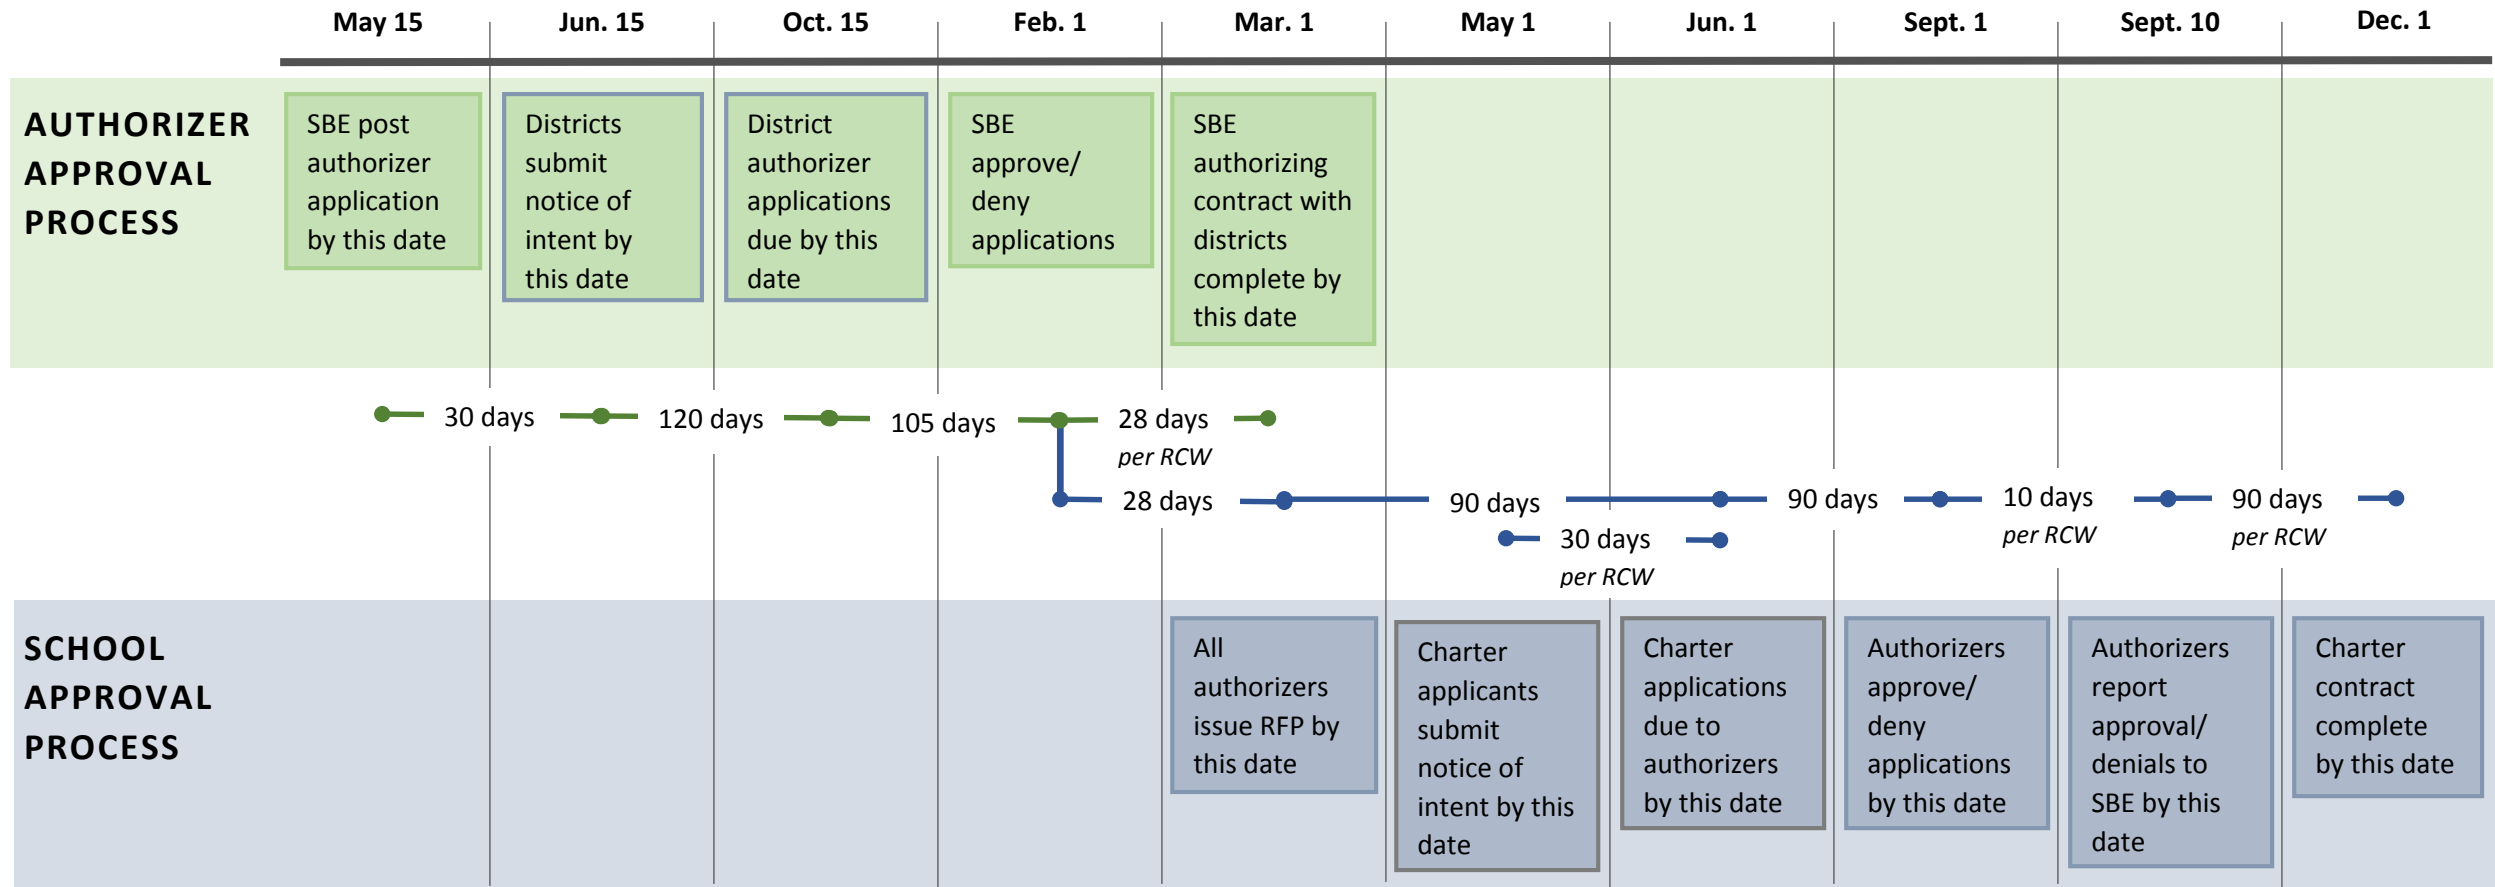 May 15
Jun. 15
Oct. 15
Feb. 1
Mar. 1
May 1
Jun. 1
Sept. 1
Sept. 10
Dec. 1
AUTHORIZER
APPROVAL
PROCESS
SBE post
authorizer
application
by this date
Districts
submit
notice of
intent by
this date
District
authorizer
applications
due by this
date
SBE
approve/
deny
applications
SBE
authorizing
contract with
districts
complete by
this date
30 days
120 days
105 days
28 days
per RCW
28 days
90 days
30 days
per RCW
90 days
10 days
per RCW
90 days
per RCW
SCHOOL
APPROVAL
PROCESS
All
authorizers
issue RFP by
this date
Charter
applicants
submit
notice of
intent by this
date
Charter
applications
due to
authorizers
by this date
Authorizers
approve/
deny
applications
by this date
Authorizers
report
approval/
denials to
SBE by this
date
Charter
contract
complete
by this date